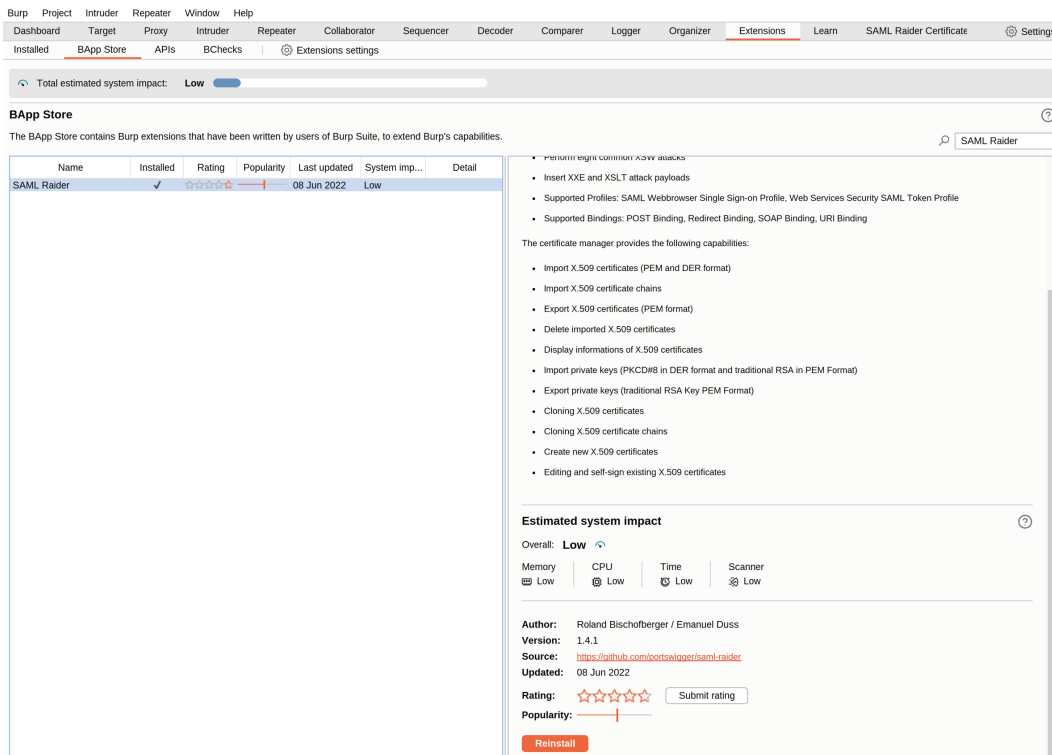 Burp Project Intruder Repeater Window Help
Dashboard Target Proxy Intruder Repeater Collaborator Sequencer Decoder Comparer Logger Organizer Extensions Learn SAML Raider Certificate Settings
Installed BApp Store APIs BChecks Extensions settings
Total estimated system impact: Low
BApp Store
The BApp Store contains Burp extensions that have been written by users of Burp Suite, to extend Burp's capabilities.
SAML Raider
Name Installed Rating Popularity Last updated System imp... Detail
SAML Raider 08 Jun 2022 Low
• Perform eight common XSW attacks
• Insert XXE and XSLT attack payloads
• Supported Profiles: SAML Webbrowser Single Sign-on Profile, Web Services Security SAML Token Profile
• Supported Bindings: POST Binding, Redirect Binding, SOAP Binding, URI Binding
The certificate manager provides the following capabilities:
• Import X.509 certificates (PEM and DER format)
• Import X.509 certificate chains
• Export X.509 certificates (PEM format)
• Delete imported X.509 certificates
• Display informations of X.509 certificates
• Import private keys (PKCD#8 in DER format and traditional RSA in PEM Format)
• Export private keys (traditional RSA Key PEM Format)
• Cloning X.509 certificates
• Cloning X.509 certificate chains
• Create new X.509 certificates
• Editing and self-sign existing X.509 certificates
Estimated system impact
Overall: Low
Memory CPU Time Scanner
Low Low Low Low
Author: Roland Bischofberger / Emanuel Duss
Version: 1.4.1
Source: https://github.com/portswigger/saml-raider
Updated: 08 Jun 2022
Rating: Submit rating
Popularity:
Reinstall